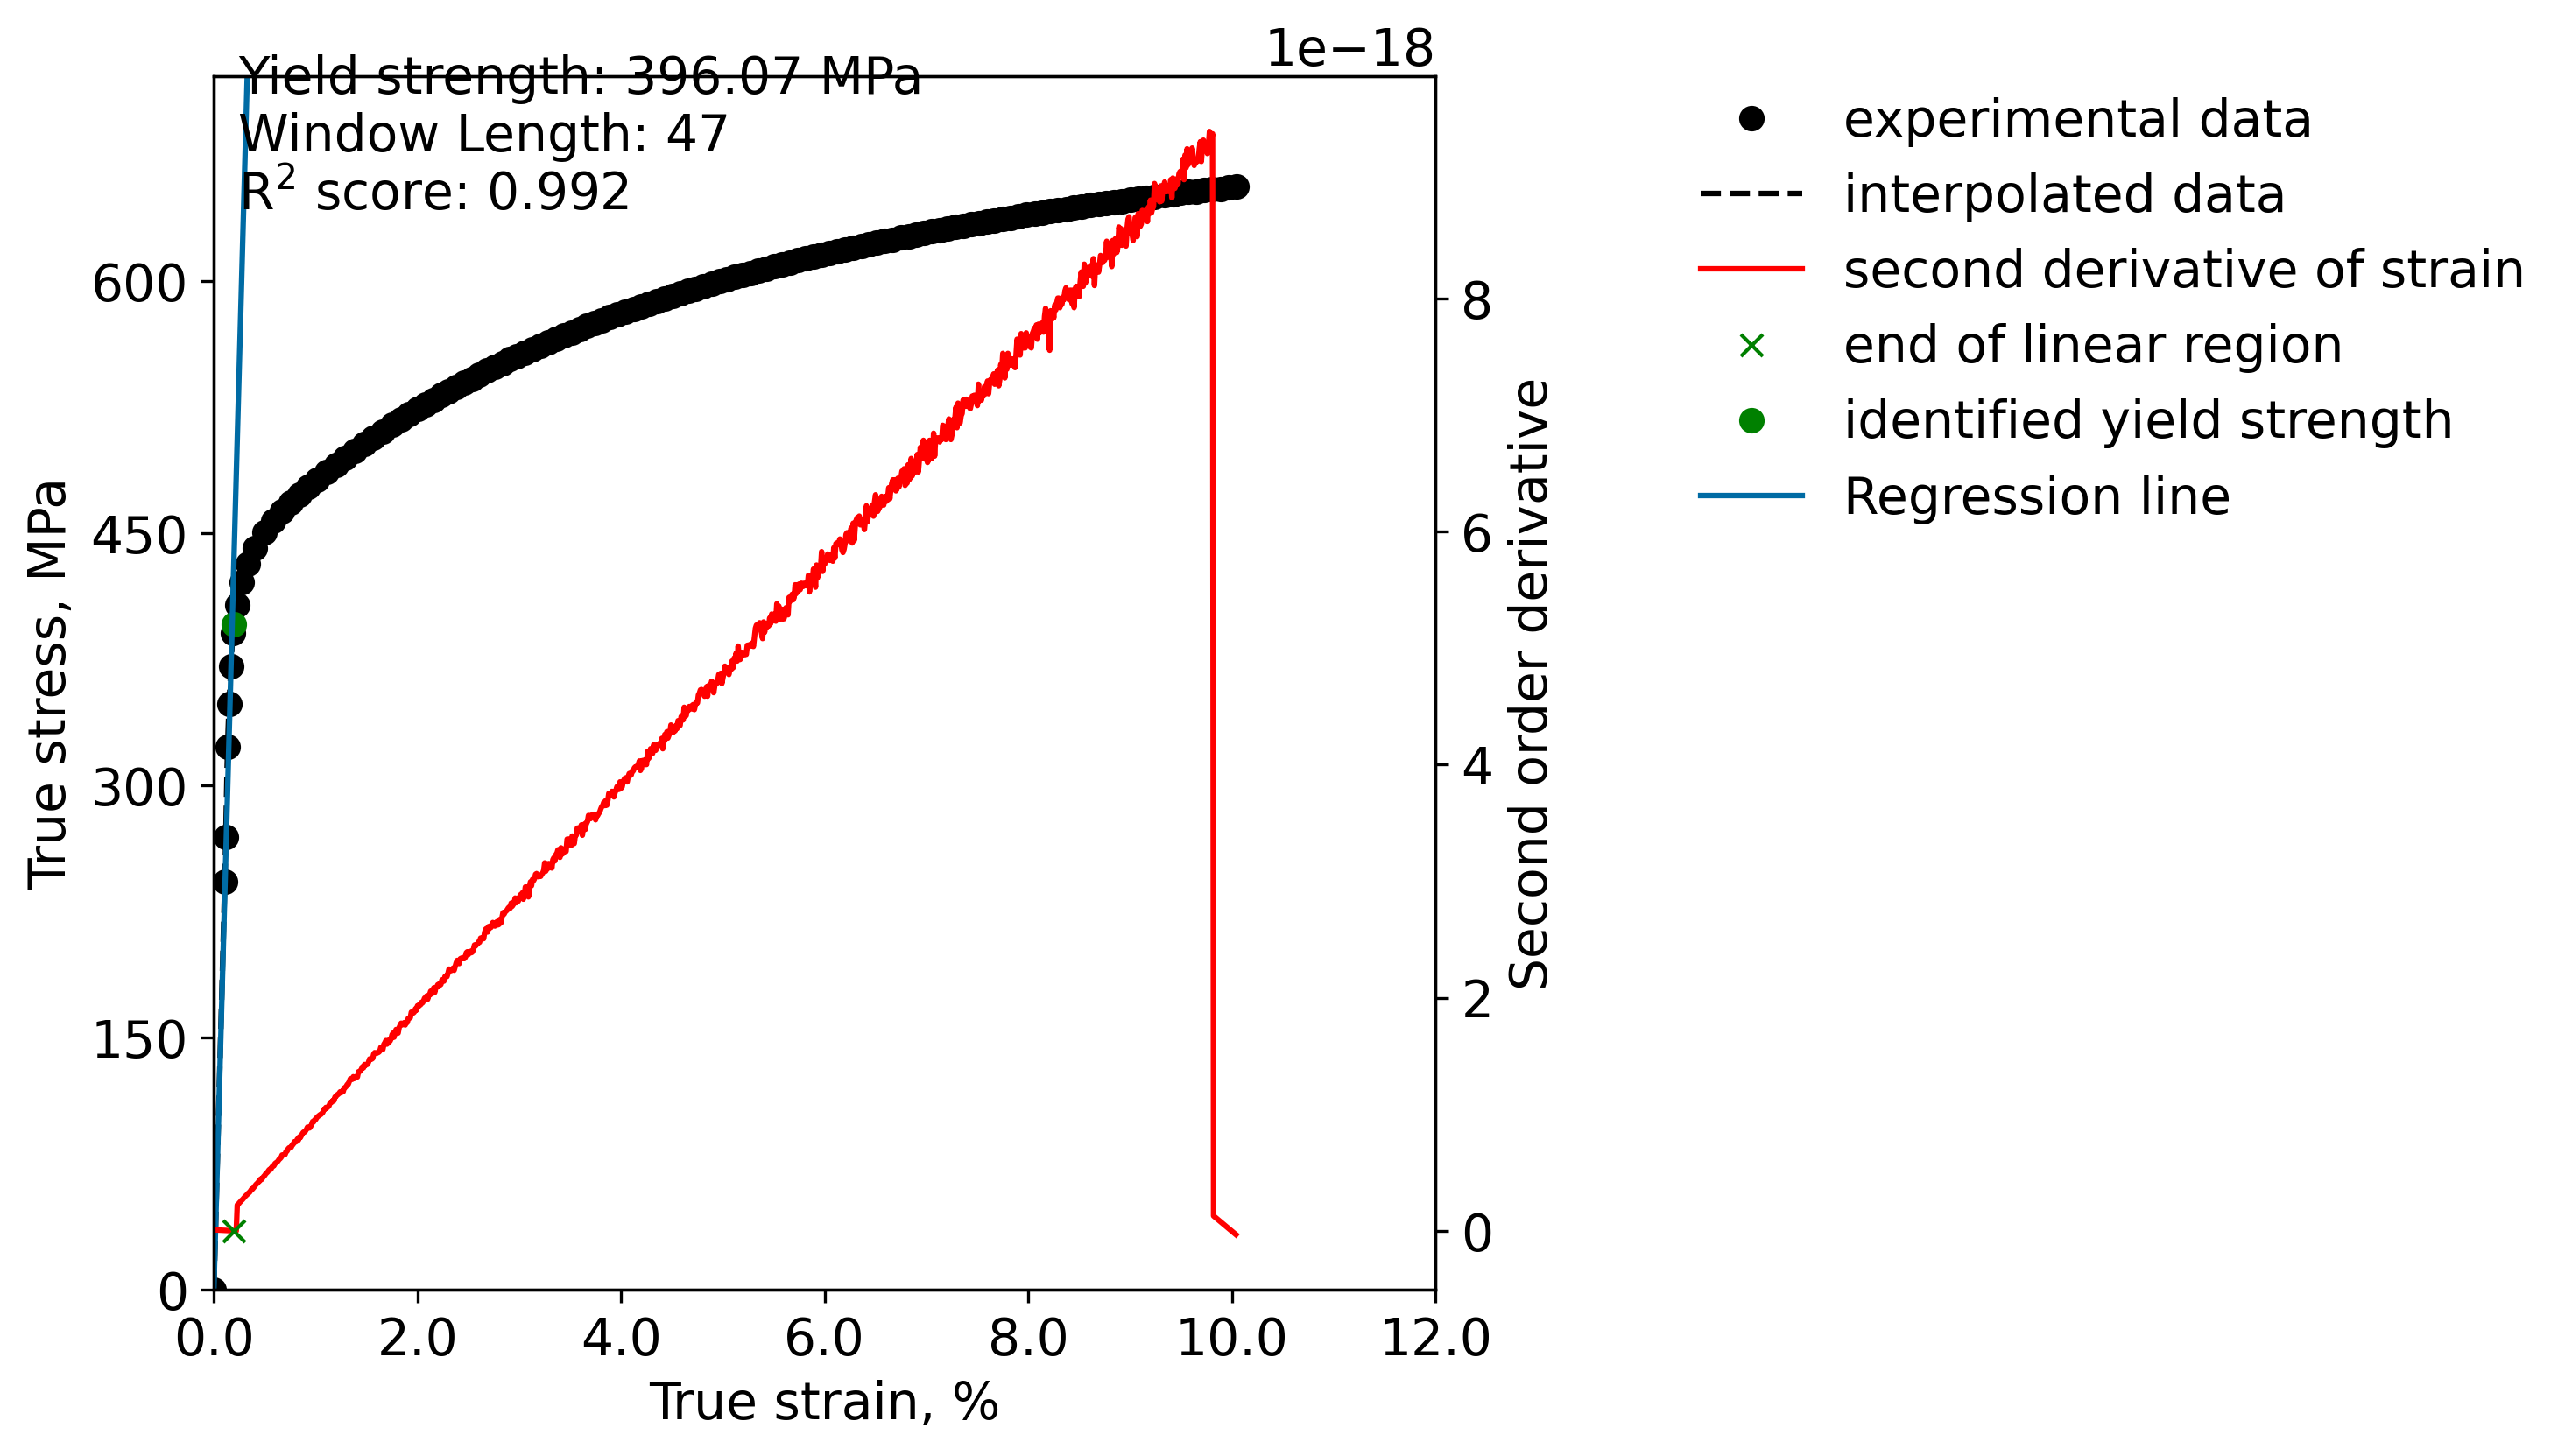 1e−18
Yield strength: 396.07 MPa
Window Length: 47
R² score: 0.992
True stress, MPa
600
450
300
150
0
0.0 2.0 4.0 6.0 8.0 10.0 12.0
True strain, %
8
6
4
2
0
Second order derivative
experimental data
interpolated data
second derivative of strain
end of linear region
identified yield strength
Regression line